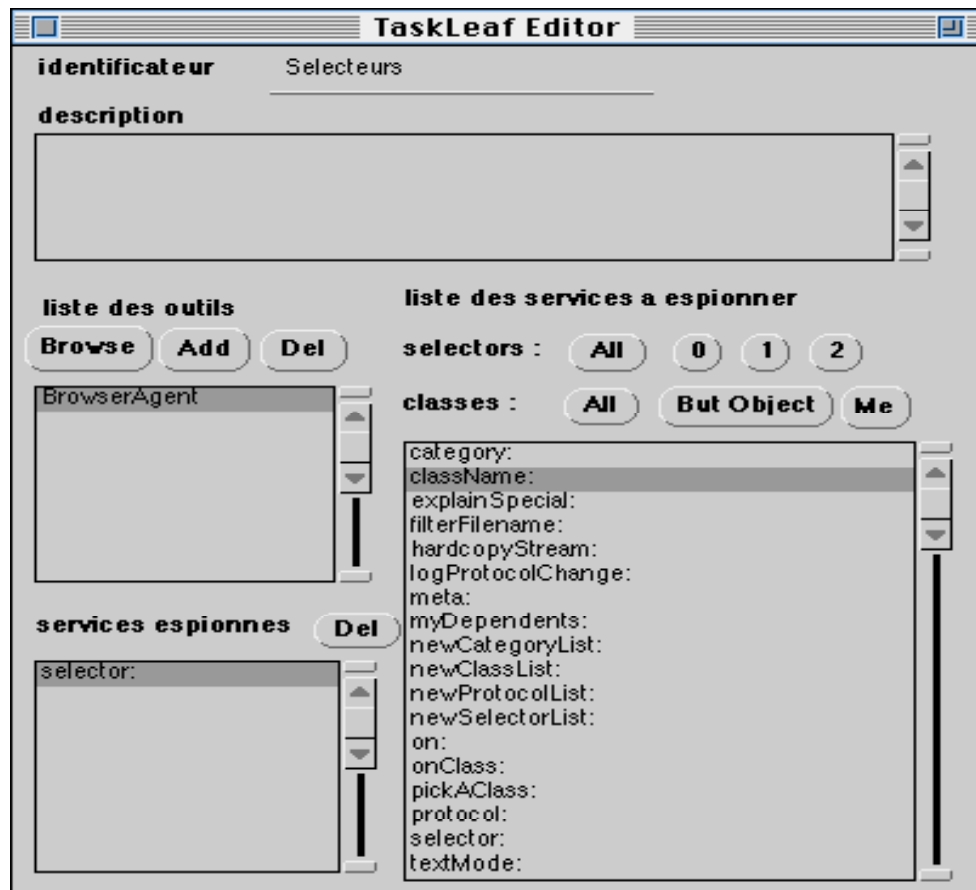 TaskLeaf Editor
identificateur Selecteurs
description
liste des outils
Browse Add Del
BrowserAgent
services espionnes Del
selector:
liste des services a espionner
selectors : All 0 1 2
classes : All But Object Me
category:
className:
explainSpecial:
filterFilename:
hardcopyStream:
logProtocolChange:
meta:
myDependents:
newCategoryList:
newClassList:
newProtocolList:
newSelectorList:
on:
onClass:
pickAClass:
protocol:
selector:
textMode: